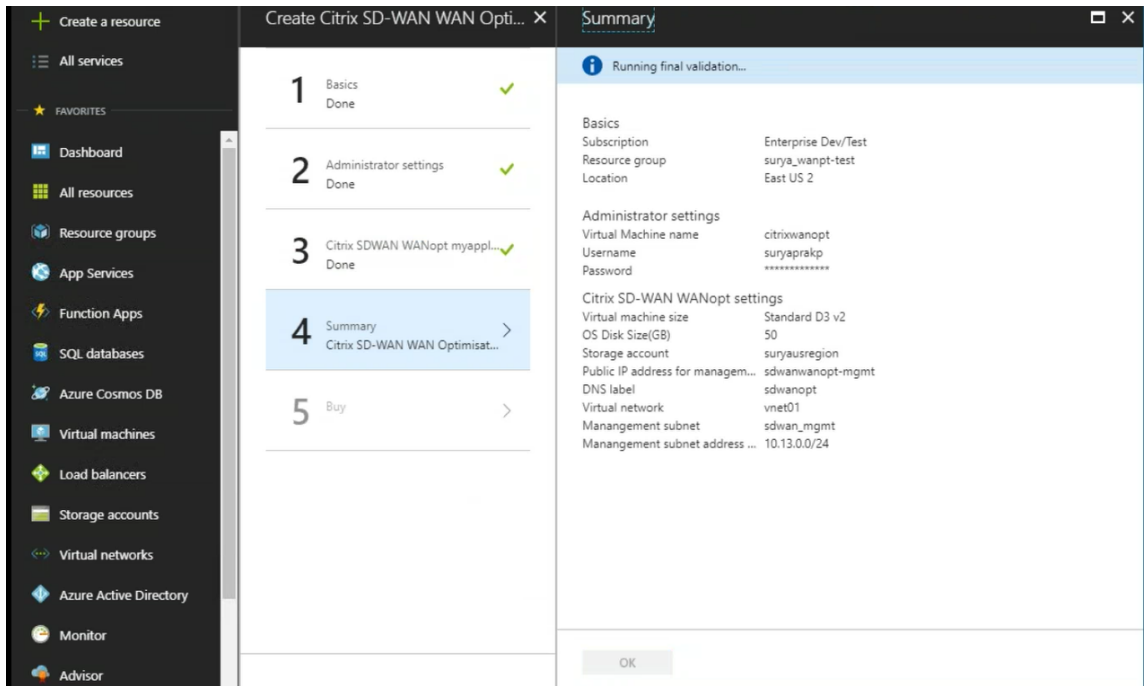 Create a resource
All services
FAVORITES
Dashboard
All resources
Resource groups
App Services
Function Apps
SQL databases
Azure Cosmos DB
Virtual machines
Load balancers
Storage accounts
Virtual networks
Azure Active Directory
Monitor
Advisor
Create Citrix SD-WAN WAN Opti...
1 Basics
Done
2 Administrator settings
Done
3 Citrix SDWAN WANopt myappl...
Done
4 Summary
Citrix SD-WAN WAN Optimisat...
5 Buy
Summary
Running final validation...
Basics
Subscription Enterprise Dev/Test
Resource group surya_wanpt-test
Location East US 2
Administrator settings
Virtual Machine name citrixwanopt
Username suryaprakp
Password *************
Citrix SD-WAN WANopt settings
Virtual machine size Standard D3 v2
OS Disk Size(GB) 50
Storage account suryausregion
Public IP address for managem... sdwanwanopt-mgmt
DNS label sdwanopt
Virtual network vnet01
Manangement subnet sdwan_mgmt
Manangement subnet address ... 10.13.0.0/24
OK